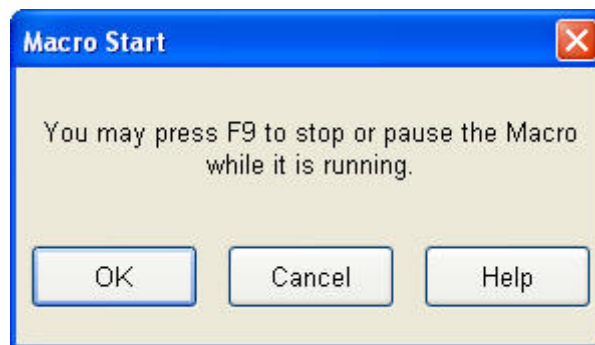 Macro Start
You may press F9 to stop or pause the Macro
while it is running.
OK Cancel Help